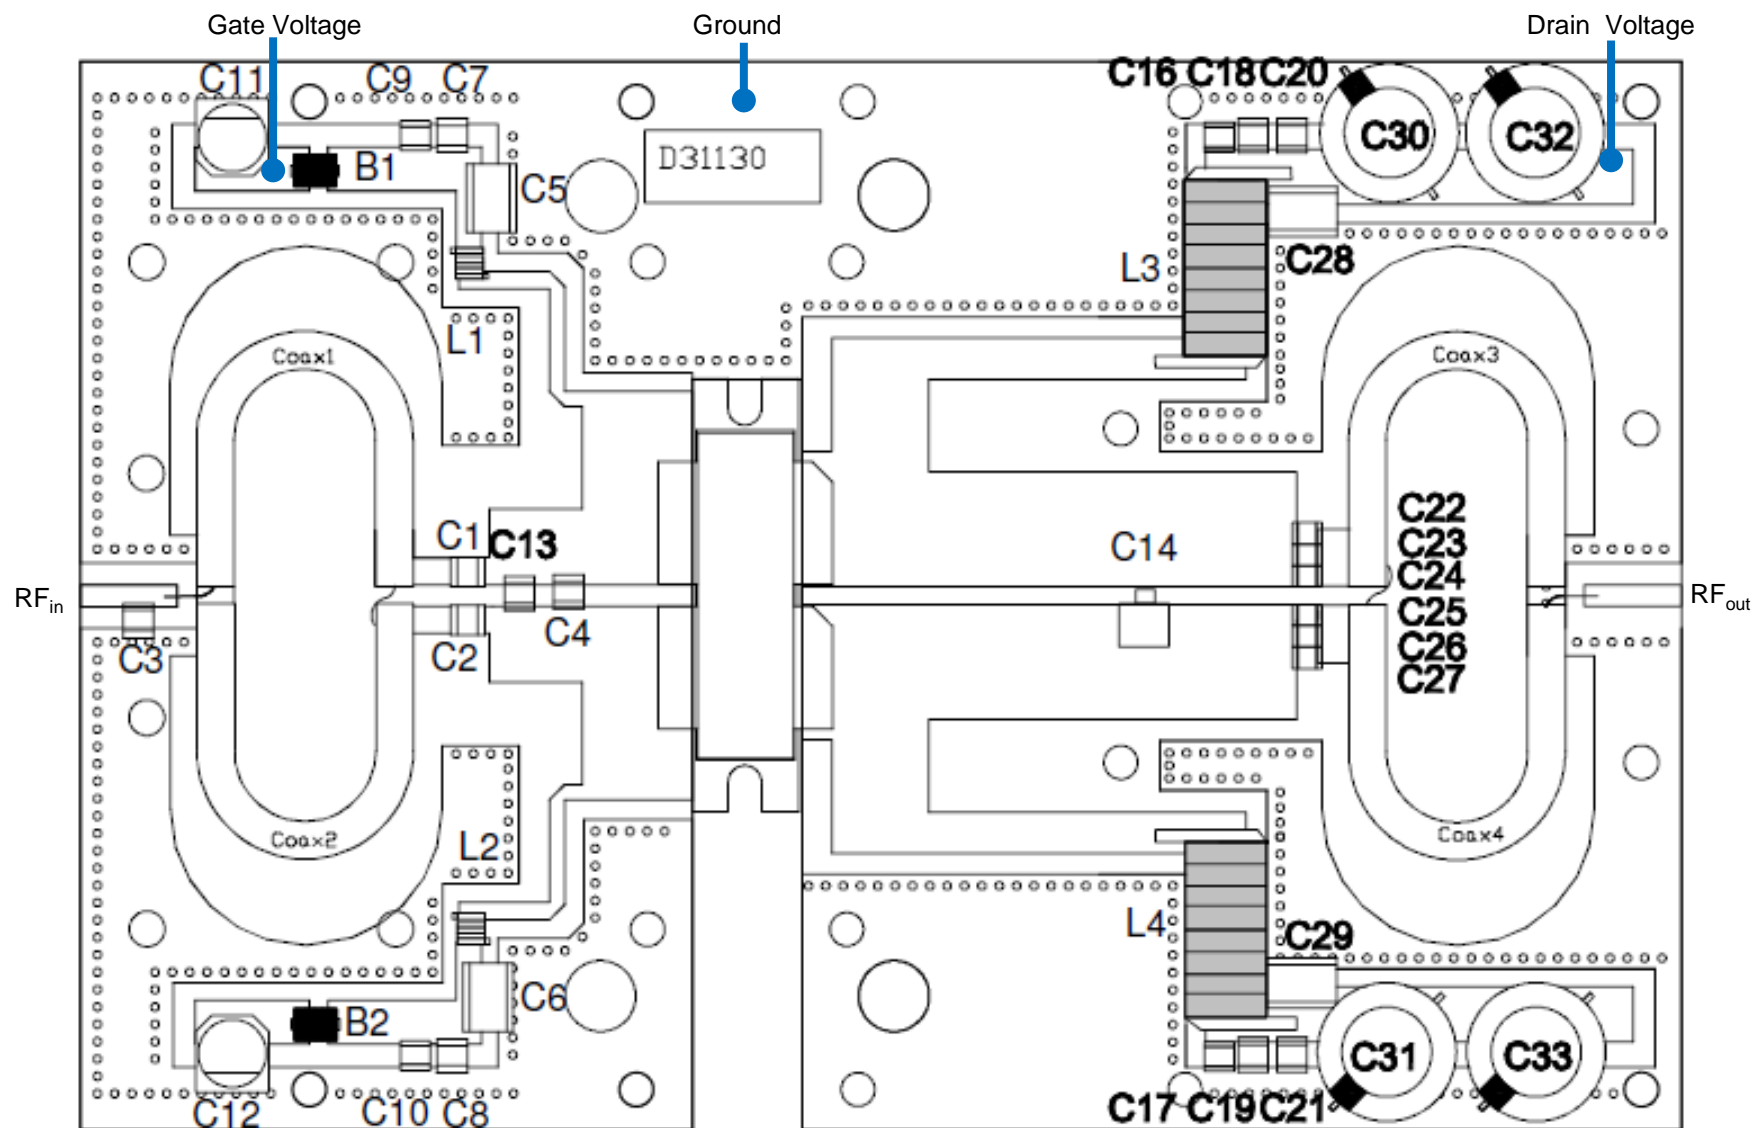 Gate Voltage
Ground
Drain Voltage
C11
C9
C7
C16 C18 C20
B1
C5
D31130
C30
C32
L3
C28
L1
Coax1
Coax3
C1
C13
C14
C22
C23
C24
C25
C26
C27
RFin
RFout
C3
C2
C4
Coax2
L2
Coax4
L4
C29
C6
B2
C31
C33
C12
C10
C8
C17 C19 C21